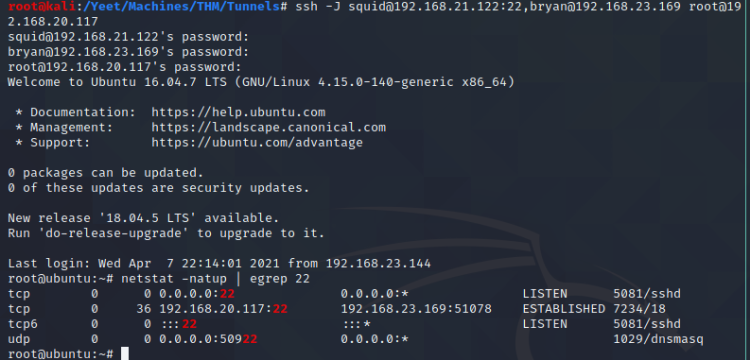 root@kali:/Yeet/Machines/THM/Tunnels# ssh -J squid@192.168.21.122:22,bryan@192.168.23.169 root@19
2.168.20.117
squid@192.168.21.122's password:
bryan@192.168.23.169's password:
root@192.168.20.117's password:
Welcome to Ubuntu 16.04.7 LTS (GNU/Linux 4.15.0-140-generic x86_64)
* Documentation:  https://help.ubuntu.com
* Management:     https://landscape.canonical.com
* Support:        https://ubuntu.com/advantage
0 packages can be updated.
0 of these updates are security updates.
New release '18.04.5 LTS' available.
Run 'do-release-upgrade' to upgrade to it.
Last login: Wed Apr  7 22:14:01 2021 from 192.168.23.144
root@ubuntu:~# netstat -natup | egrep 22
tcp        0      0 0.0.0.0:22              0.0.0.0:*               LISTEN      5081/sshd
tcp        0     36 192.168.20.117:22       192.168.23.169:51078    ESTABLISHED 7234/18
tcp6       0      0 :::22                   :::*                    LISTEN      5081/sshd
udp        0      0 0.0.0.0:50922           0.0.0.0:*                           1029/dnsmasq
root@ubuntu:~#